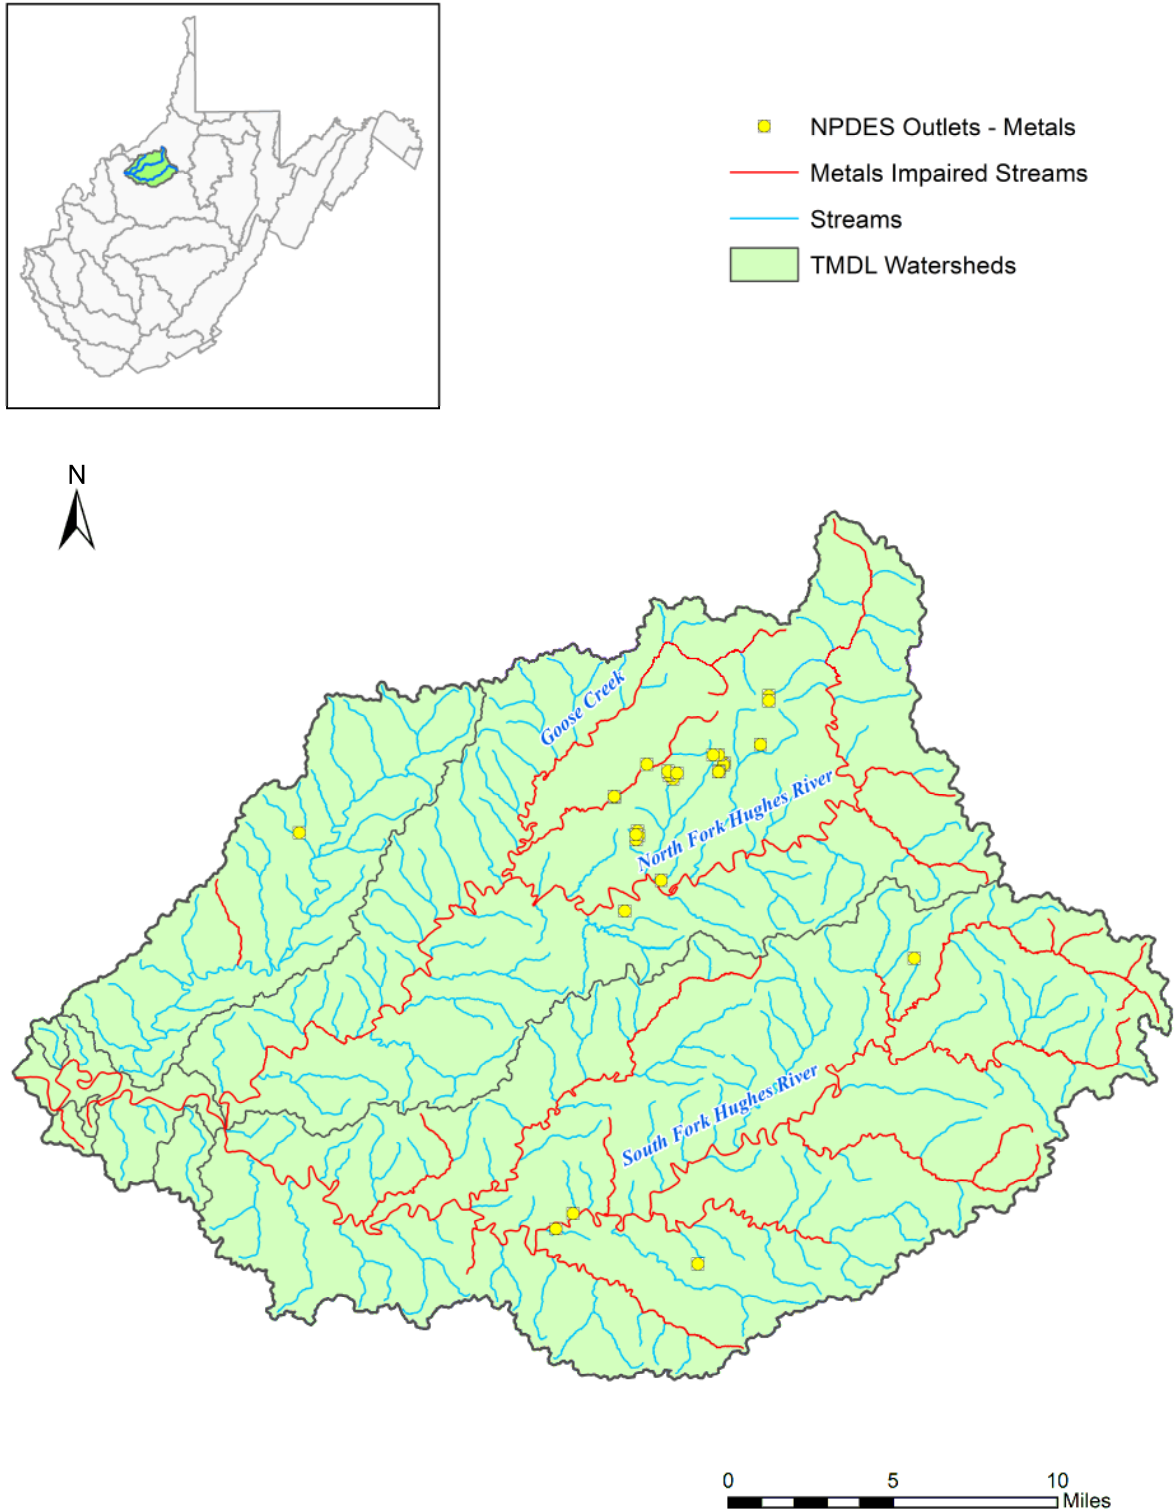 NPDES Outlets - Metals
Metals Impaired Streams
Streams
TMDL Watersheds
N
Goose Creek
North Fork Hughes River
South Fork Hughes River
0 5 10
Miles